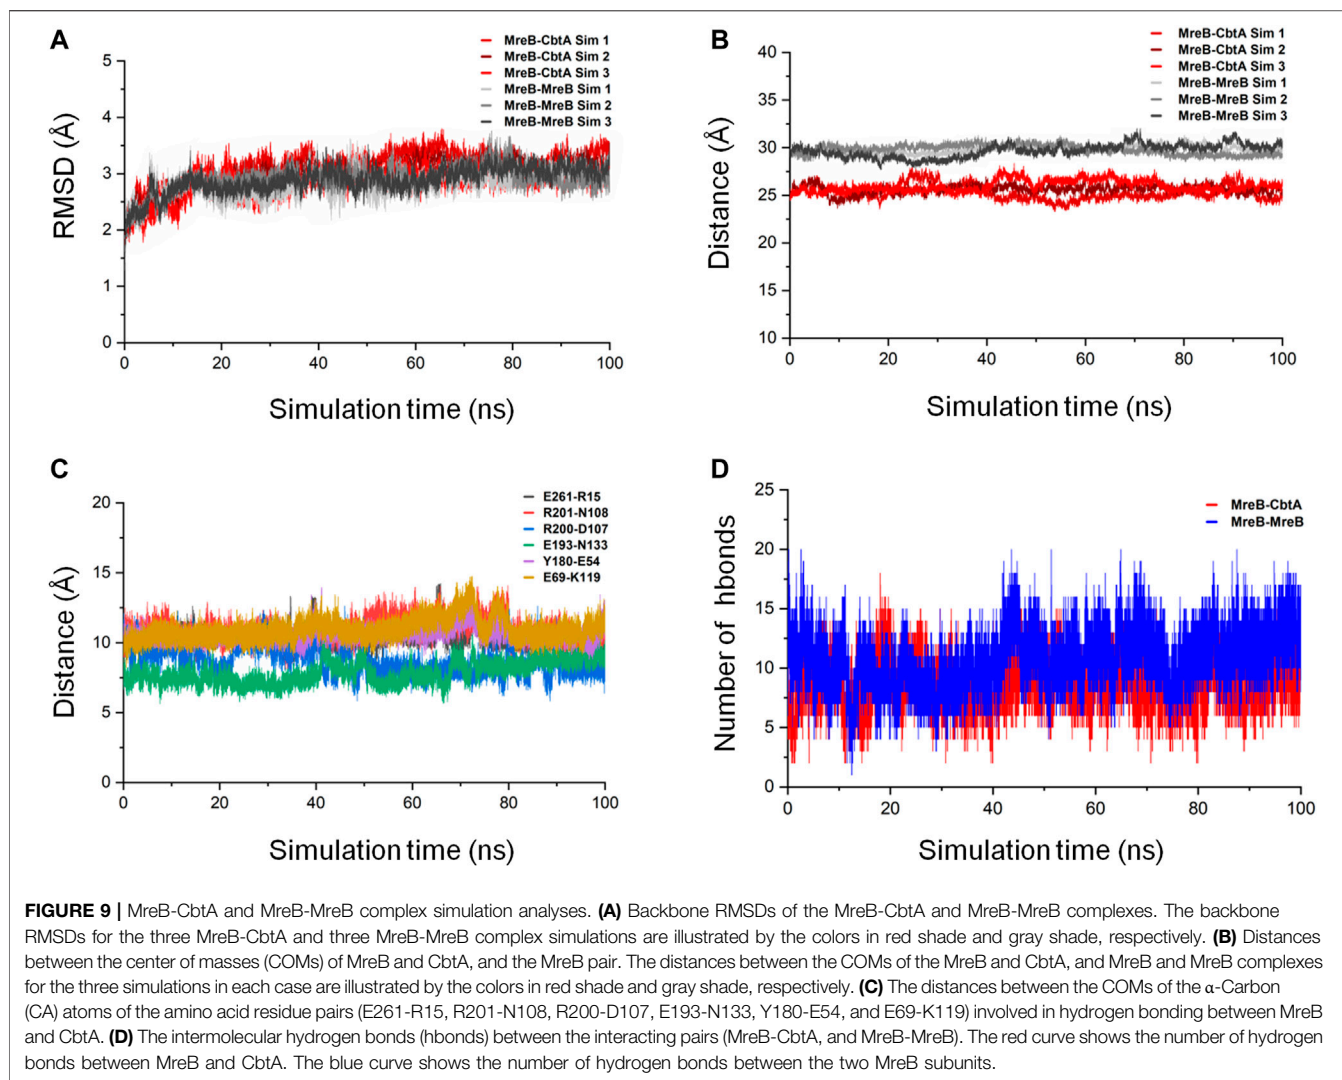 A
MreB-CbtA Sim 1
MreB-CbtA Sim 2
MreB-CbtA Sim 3
MreB-MreB Sim 1
MreB-MreB Sim 2
MreB-MreB Sim 3
5
4
3
2
1
0
RMSD (Å)
0 20 40 60 80 100
Simulation time (ns)
B
MreB-CbtA Sim 1
MreB-CbtA Sim 2
MreB-CbtA Sim 3
MreB-MreB Sim 1
MreB-MreB Sim 2
MreB-MreB Sim 3
40
35
30
25
20
15
10
Distance (Å)
0 20 40 60 80 100
Simulation time (ns)
C
E261-R15
R201-N108
R200-D107
E193-N133
Y180-E54
E69-K119
20
15
10
5
0
Distance (Å)
0 20 40 60 80 100
Simulation time (ns)
D
MreB-CbtA
MreB-MreB
25
20
15
10
5
0
Number of hbonds
0 20 40 60 80 100
Simulation time (ns)
FIGURE 9 | MreB-CbtA and MreB-MreB complex simulation analyses. (A) Backbone RMSDs of the MreB-CbtA and MreB-MreB complexes. The backbone
RMSDs for the three MreB-CbtA and three MreB-MreB complex simulations are illustrated by the colors in red shade and gray shade, respectively. (B) Distances
between the center of masses (COMs) of MreB and CbtA, and the MreB pair. The distances between the COMs of the MreB and CbtA, and MreB and MreB complexes
for the three simulations in each case are illustrated by the colors in red shade and gray shade, respectively. (C) The distances between the COMs of the α-Carbon
(CA) atoms of the amino acid residue pairs (E261-R15, R201-N108, R200-D107, E193-N133, Y180-E54, and E69-K119) involved in hydrogen bonding between MreB
and CbtA. (D) The intermolecular hydrogen bonds (hbonds) between the interacting pairs (MreB-CbtA, and MreB-MreB). The red curve shows the number of hydrogen
bonds between MreB and CbtA. The blue curve shows the number of hydrogen bonds between the two MreB subunits.